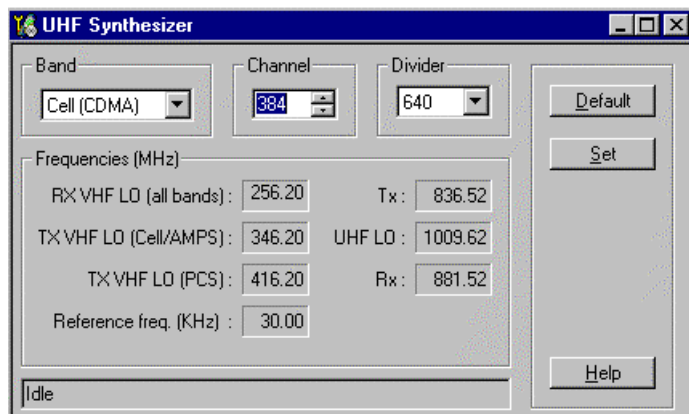 UHF Synthesizer
Band
Channel
Divider
Cell (CDMA)
384
640
Default
Set
Frequencies (MHz)
RX VHF LO (all bands) : 256.20
Tx : 836.52
TX VHF LO (Cell/AMPS) : 346.20
UHF LO : 1009.62
TX VHF LO (PCS) : 416.20
Rx : 881.52
Reference freq. (KHz) : 30.00
Help
Idle